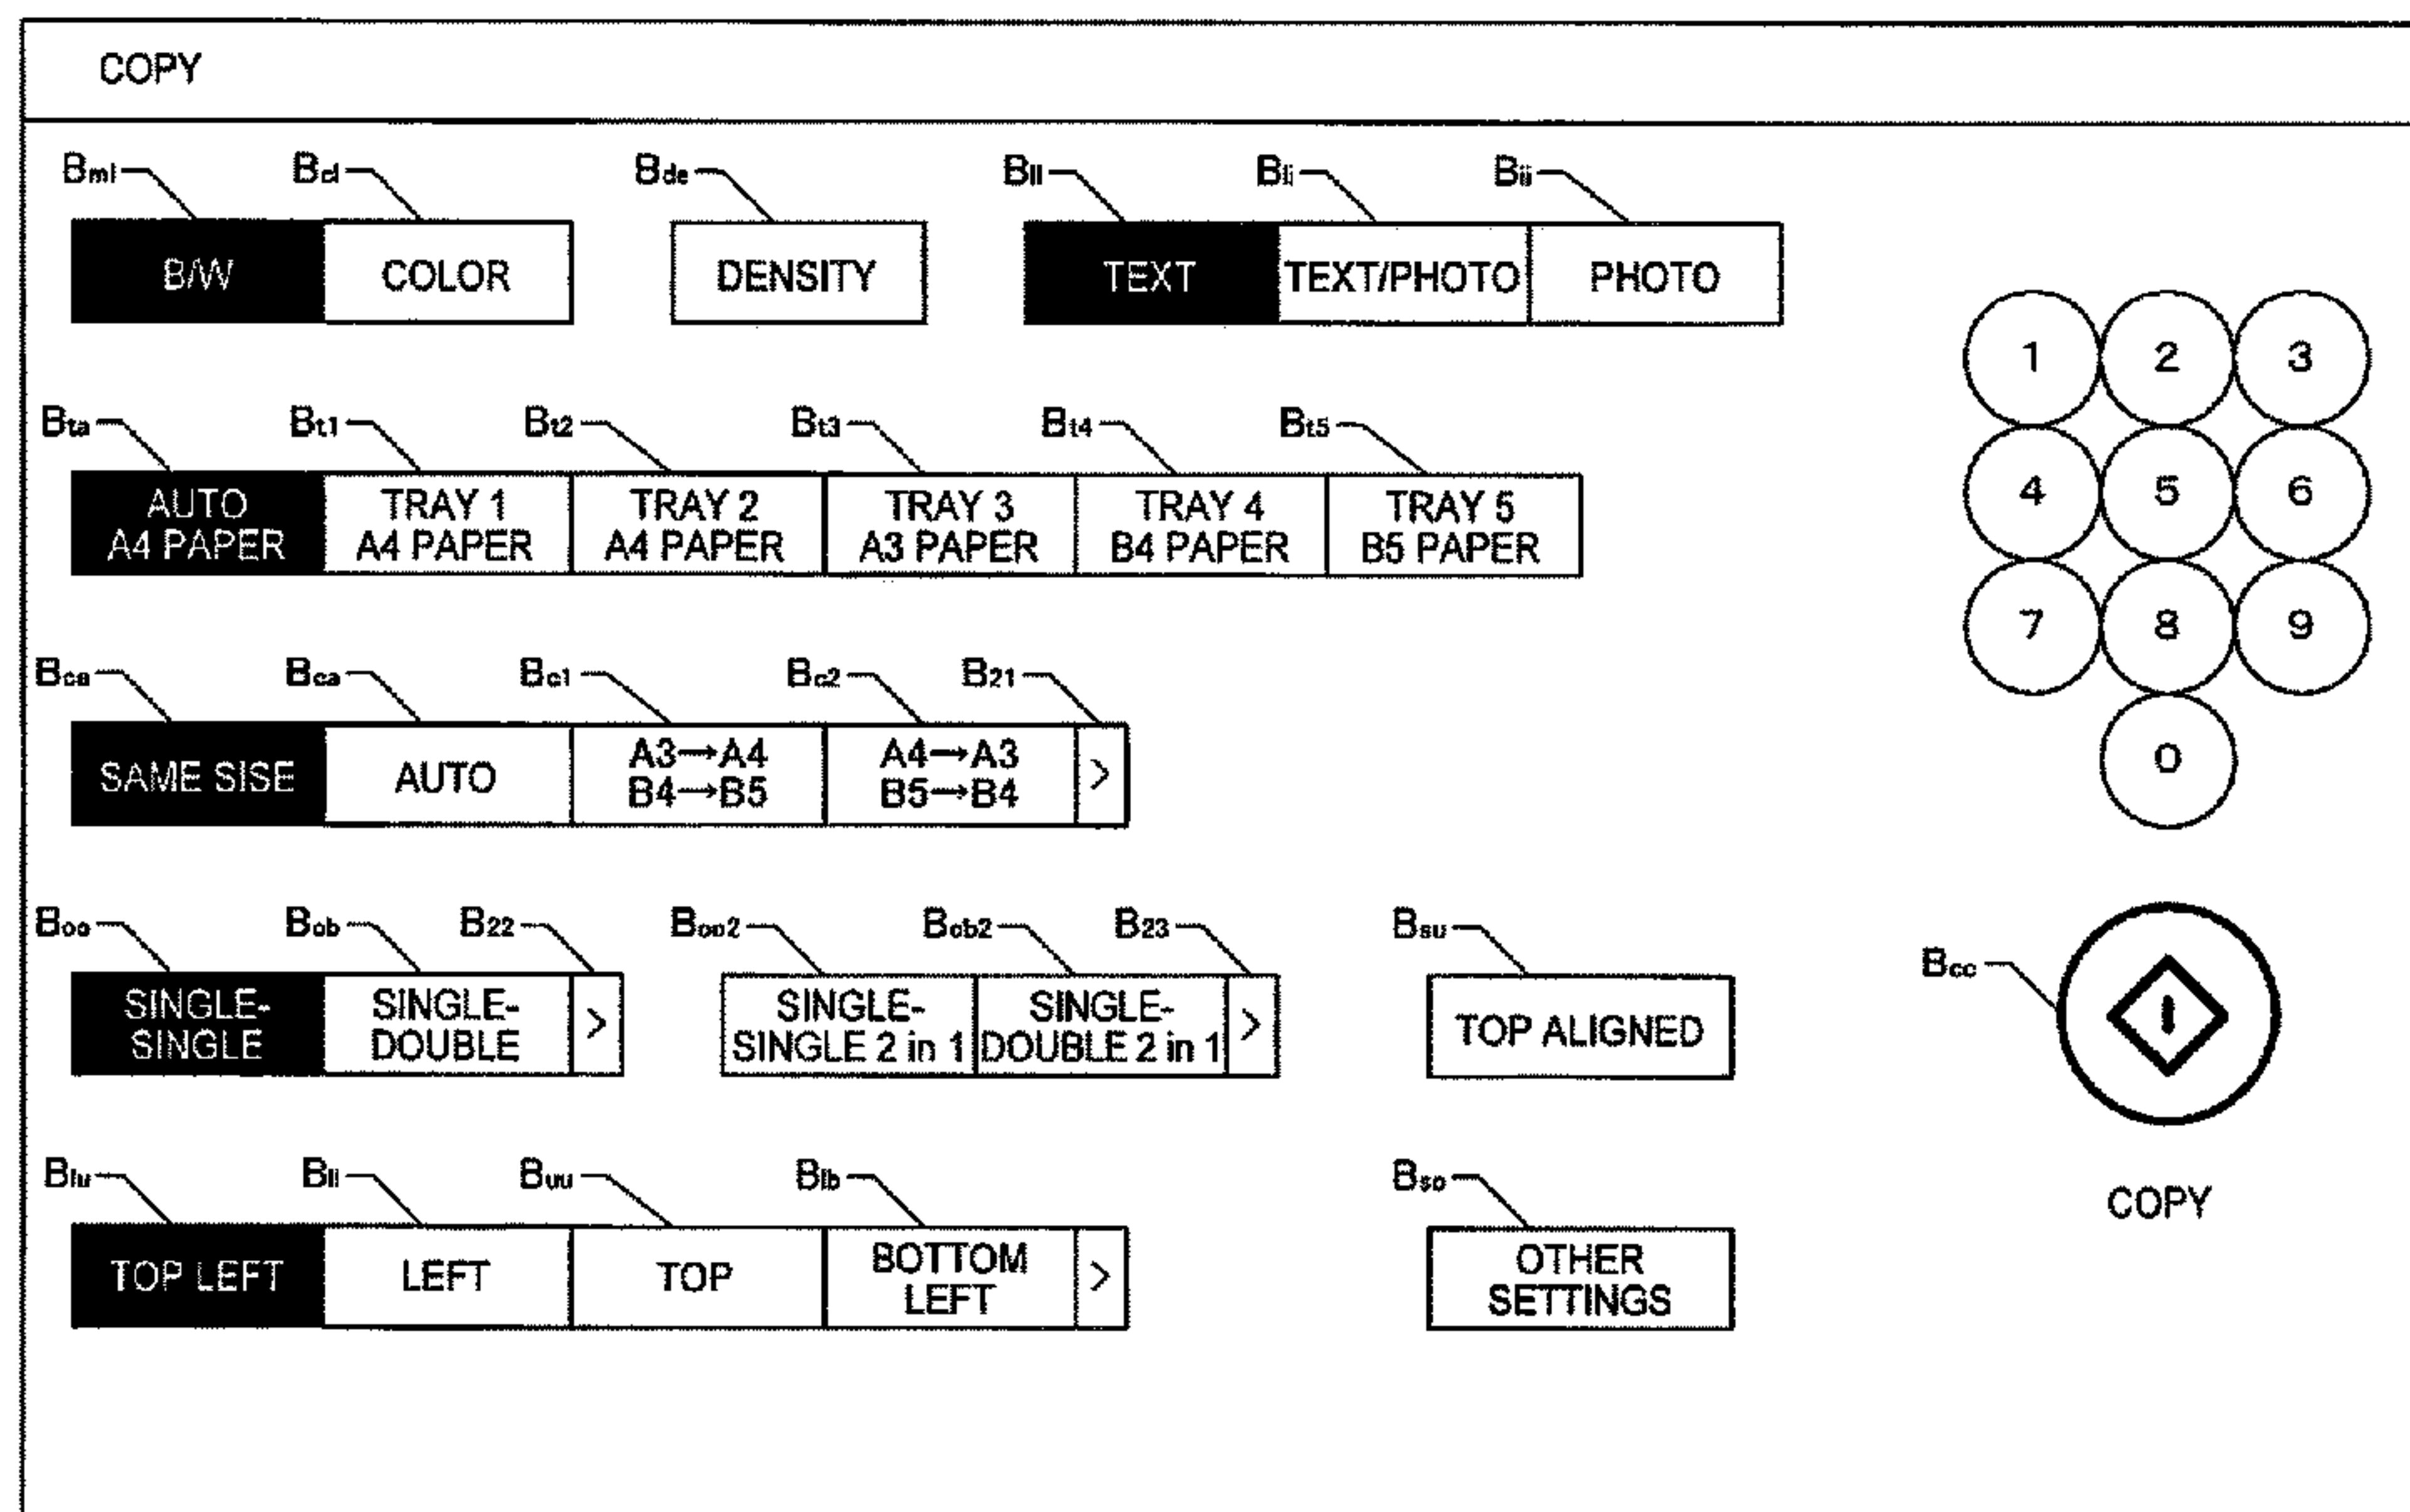 COPY
Bml Bcl Bde Bll Blj Bjj
B/W COLOR DENSITY TEXT TEXT/PHOTO PHOTO
1 2 3
Bta Bt1 Bt2 Bt3 Bt4 Bt5
AUTO TRAY 1 TRAY 2 TRAY 3 TRAY 4 TRAY 5
A4 PAPER A4 PAPER A4 PAPER A3 PAPER B4 PAPER B5 PAPER
4 5 6
7 8 9
Bca Bc1 Bc2 B21
A3→A4 A4→A3
SAME SISE AUTO >
B4→B5 B5→B4
0
Boo Bob B22 Boo2 Bob2 B23 Bsu
Bcc
SINGLE- SINGLE- > SINGLE- SINGLE- > TOP ALIGNED
SINGLE DOUBLE SINGLE 2 in 1 DOUBLE 2 in 1
Blu Bll Buu Blb Bso
COPY
TOP LEFT LEFT TOP BOTTOM > OTHER
LEFT SETTINGS